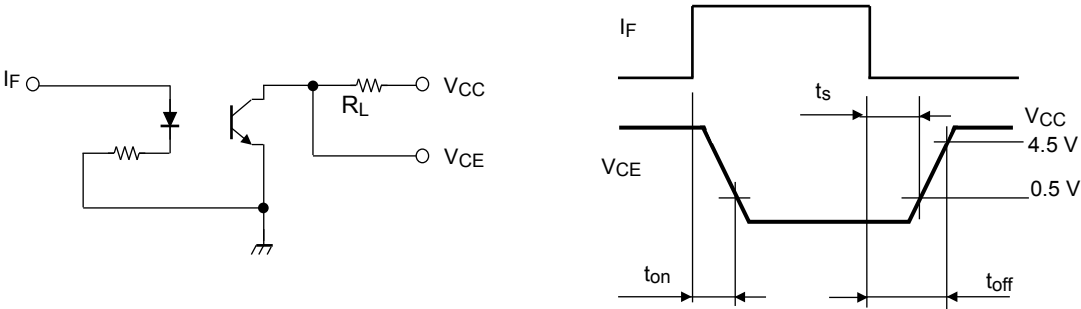 IF
RL
VCC
VCE
IF
tS
VCC
4.5 V
VCE
0.5 V
ton
toff